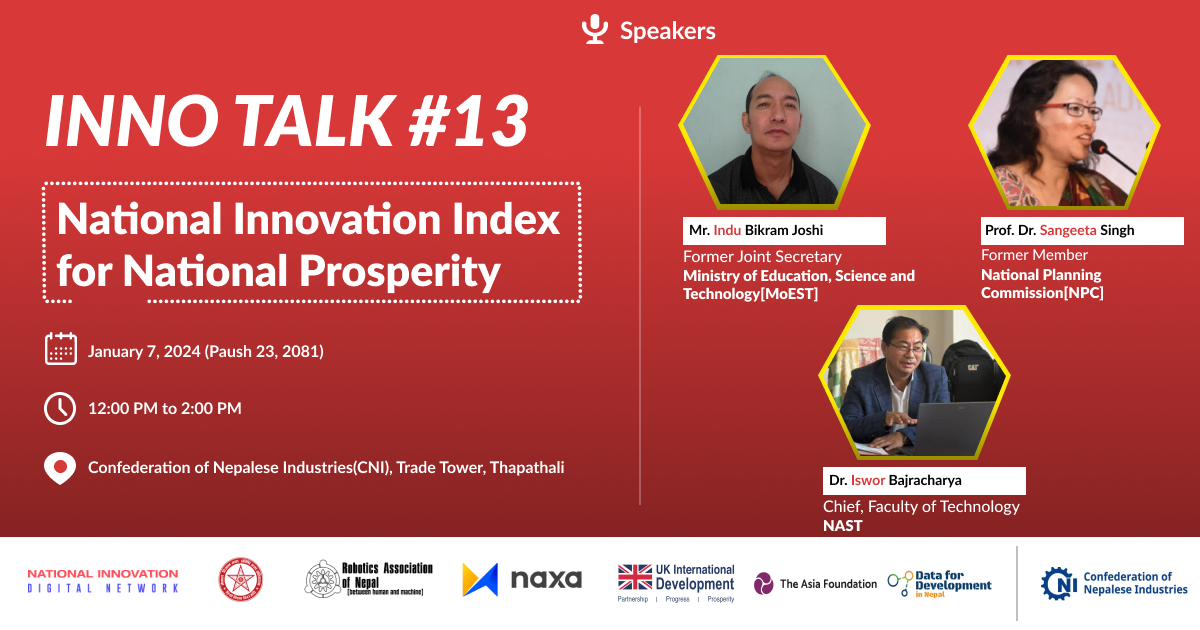 Speakers
INNO TALK #13
National Innovation Index
for National Prosperity
January 7, 2024 (Paush 23, 2081)
12:00 PM to 2:00 PM
Confederation of Nepalese Industries(CNI), Trade Tower, Thapathali
Mr. Indu Bikram Joshi
Former Joint Secretary
Ministry of Education, Science and
Technology[MoEST]
Prof. Dr. Sangeeta Singh
Former Member
National Planning
Commission[NPC]
CAT
Dr. Iswor Bajracharya
Chief, Faculty of Technology
NAST
NATIONAL INNOVATION
DIGITAL NETWORK
Robotics Association
of Nepal
[between human and machine]
naxa
UK International
Development
Partnership | Progress | Prosperity
The Asia Foundation
Data for
Development
in Nepal
CNI
Confederation of
Nepalese Industries